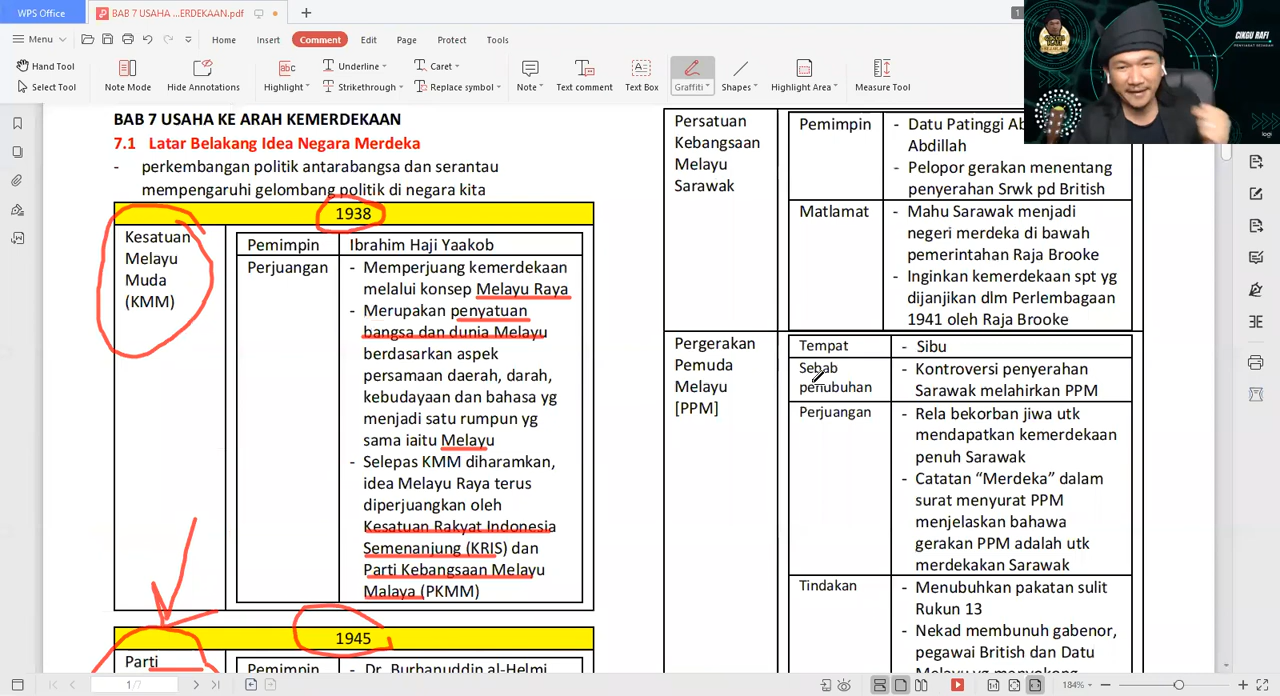 WPS Office
BAB 7 USAHA ...ERDEKAAN.pdf
1
Menu
Home
Insert
Comment
Edit
Page
Protect
Tools
Hand Tool
Select Tool
Note Mode
Hide Annotations
Highlight
Underline
Strikethrough
Caret
Replace symbol
Note
Text comment
Text Box
Graffiti
Shapes
Highlight Area
Measure Tool
CIKGU RAFI
PENYIASAT SEJARAH
logi
BAB 7 USAHA KE ARAH KEMERDEKAAN
7.1 Latar Belakang Idea Negara Merdeka
- perkembangan politik antarabangsa dan serantau
mempengaruhi gelombang politik di negara kita
1938
Kesatuan
Melayu
Muda
(KMM)
Pemimpin
Ibrahim Haji Yaakob
Perjuangan
- Memperjuang kemerdekaan
melalui konsep Melayu Raya
- Merupakan penyatuan
bangsa dan dunia Melayu
berdasarkan aspek
persamaan daerah, darah,
kebudayaan dan bahasa yg
menjadi satu rumpun yg
sama iaitu Melayu
- Selepas KMM diharamkan,
idea Melayu Raya terus
diperjuangkan oleh
Kesatuan Rakyat Indonesia
Semenanjung (KRIS) dan
Parti Kebangsaan Melayu
Malaya (PKMM)
1945
Parti
Pemimpin
- Dr. Burhanuddin al-Helmi
Persatuan
Kebangsaan
Melayu
Sarawak
Pemimpin
- Datu Patinggi
Abdillah
- Pelopor gerakan menentang
penyerahan Srwk pd British
Matlamat
- Mahu Sarawak menjadi
negeri merdeka di bawah
pemerintahan Raja Brooke
- Inginkan kemerdekaan spt yg
dijanjikan dlm Perlembagaan
1941 oleh Raja Brooke
Pergerakan
Pemuda
Melayu
[PPM]
Tempat
- Sibu
Sebab
penubuhan
- Kontroversi penyerahan
Sarawak melahirkan PPM
Perjuangan
- Rela bekorban jiwa utk
mendapatkan kemerdekaan
penuh Sarawak
- Catatan “Merdeka” dalam
surat menyurat PPM
menjelaskan bahawa
gerakan PPM adalah utk
merdekakan Sarawak
Tindakan
- Menubuhkan pakatan sulit
Rukun 13
- Nekad membunuh gabenor,
pegawai British dan Datu
Melayu yg menyokong
1/7
184%